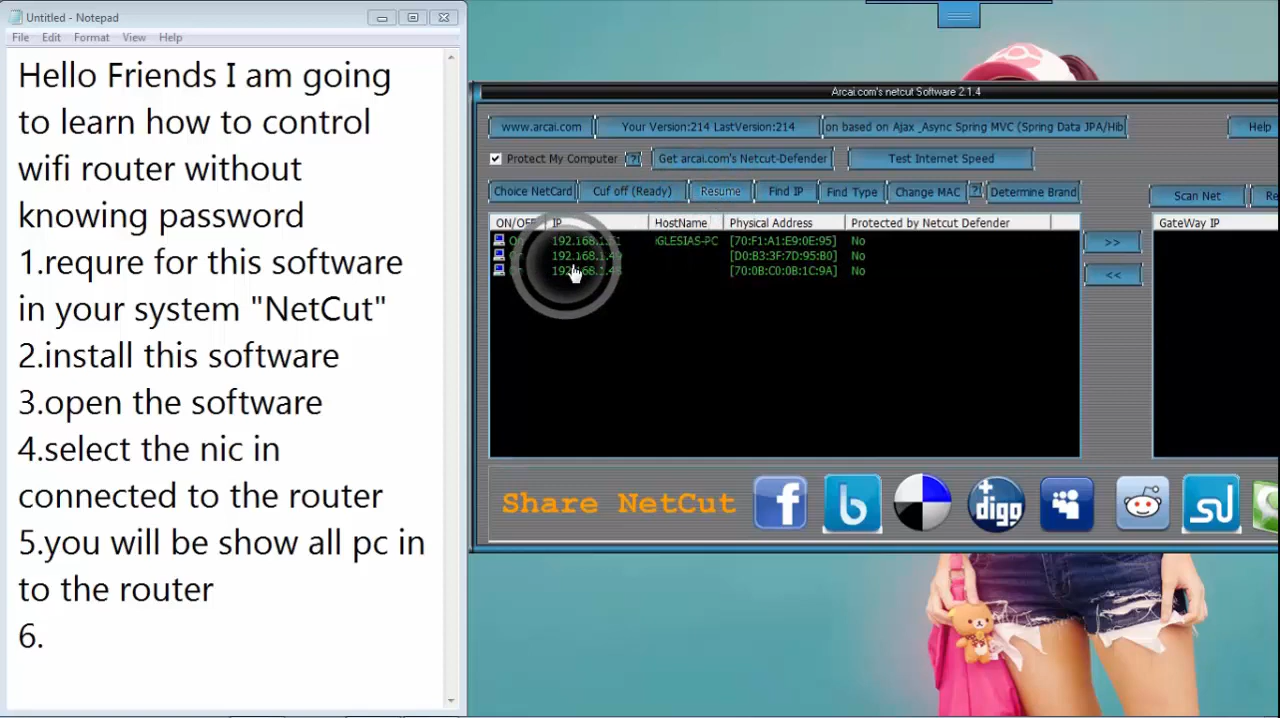 Untitled - Notepad
File Edit Format View Help
Hello Friends I am going
to learn how to control
wifi router without
knowing password
1.requre for this software
in your system "NetCut"
2.install this software
3.open the software
4.select the nic in
connected to the router
5.you will be show all pc in
to the router
6.
Arcai.com's netcut Software 2.1.4
www.arcai.com Your Version:214 LastVersion:214 on based on Ajax _Async Spring MVC (Spring Data JPA/Hib Help
Protect My Computer ? Get arcai.com's Netcut-Defender Test Internet Speed
Choice NetCard Cuf off (Ready) Resume Find IP Find Type Change MAC ? Determine Brand Scan Net Re
ON/OFF IP HostName Physical Address Protected by Netcut Defender GateWay IP
IGLESIAS-PC [70:F1:A1:E9:0E:95] No >>
[D0:B3:3F:7D:95:B0] No
[70:0B:C0:0B:1C:9A] No <<
Share NetCut f b digg